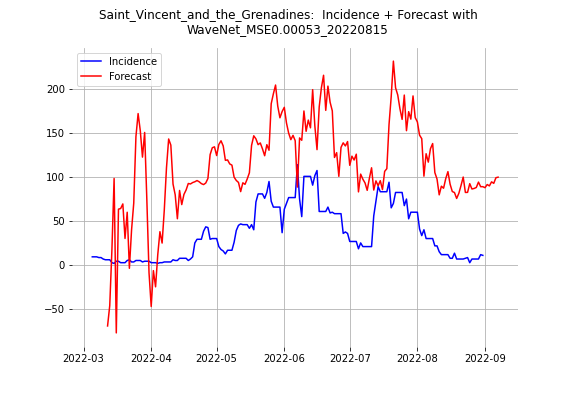 Saint_Vincent_and_the_Grenadines:  Incidence + Forecast with
WaveNet_MSE0.00053_20220815
Incidence
Forecast
200
150
100
50
0
−50
2022-03 2022-04 2022-05 2022-06 2022-07 2022-08 2022-09